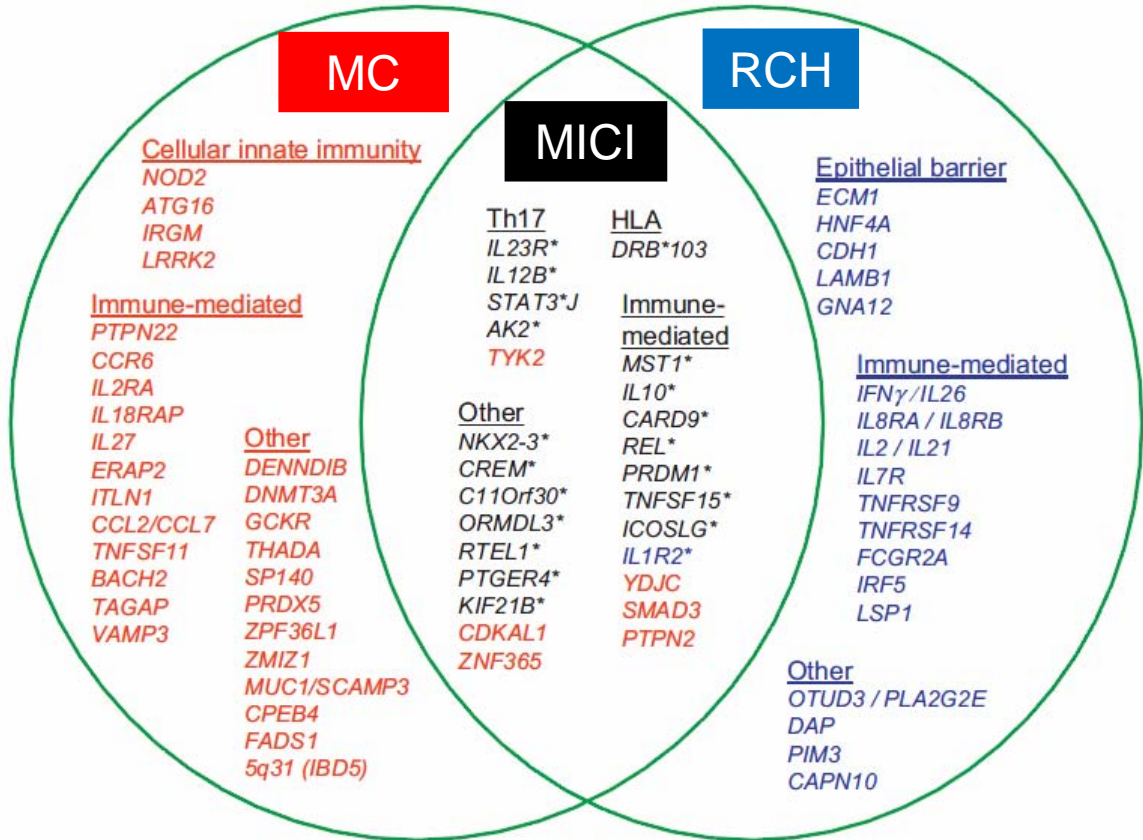 MC
RCH
MICI
Cellular innate immunity
NOD2
ATG16
IRGM
LRRK2
Immune-mediated
PTPN22
CCR6
IL2RA
IL18RAP
IL27
ERAP2
ITLN1
CCL2/CCL7
TNFSF11
BACH2
TAGAP
VAMP3
Other
DENNDIB
DNMT3A
GCKR
THADA
SP140
PRDX5
ZPF36L1
ZMIZ1
MUC1/SCAMP3
CPEB4
FADS1
5q31 (IBD5)
Th17
IL23R*
IL12B*
STAT3*J
AK2*
TYK2
Other
NKX2-3*
CREM*
C11Orf30*
ORMDL3*
RTEL1*
PTGER4*
KIF21B*
CDKAL1
ZNF365
HLA
DRB*103
Immune-
mediated
MST1*
IL10*
CARD9*
REL*
PRDM1*
TNFSF15*
ICOSLG*
IL1R2*
YDJC
SMAD3
PTPN2
Epithelial barrier
ECM1
HNF4A
CDH1
LAMB1
GNA12
Immune-mediated
IFNγ/IL26
IL8RA / IL8RB
IL2 / IL21
IL7R
TNFRSF9
TNFRSF14
FCGR2A
IRF5
LSP1
Other
OTUD3 / PLA2G2E
DAP
PIM3
CAPN10